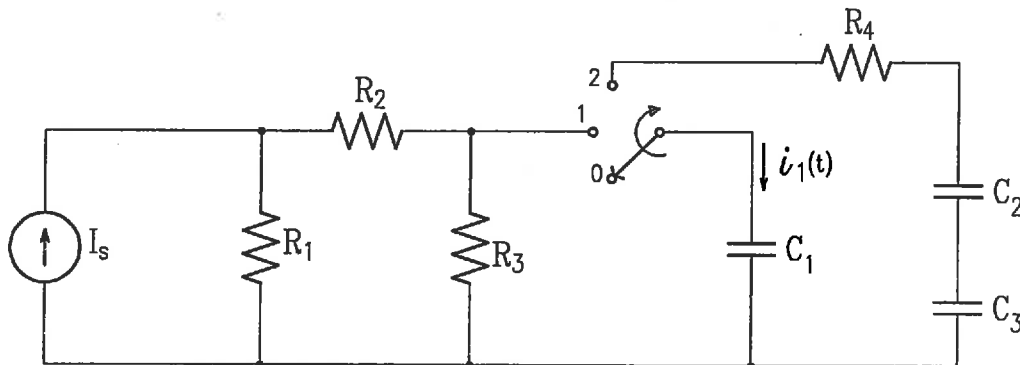 R₄
2
R₂
1
0
i₁(t)
C₂
Iₛ
R₁
R₃
C₁
C₃